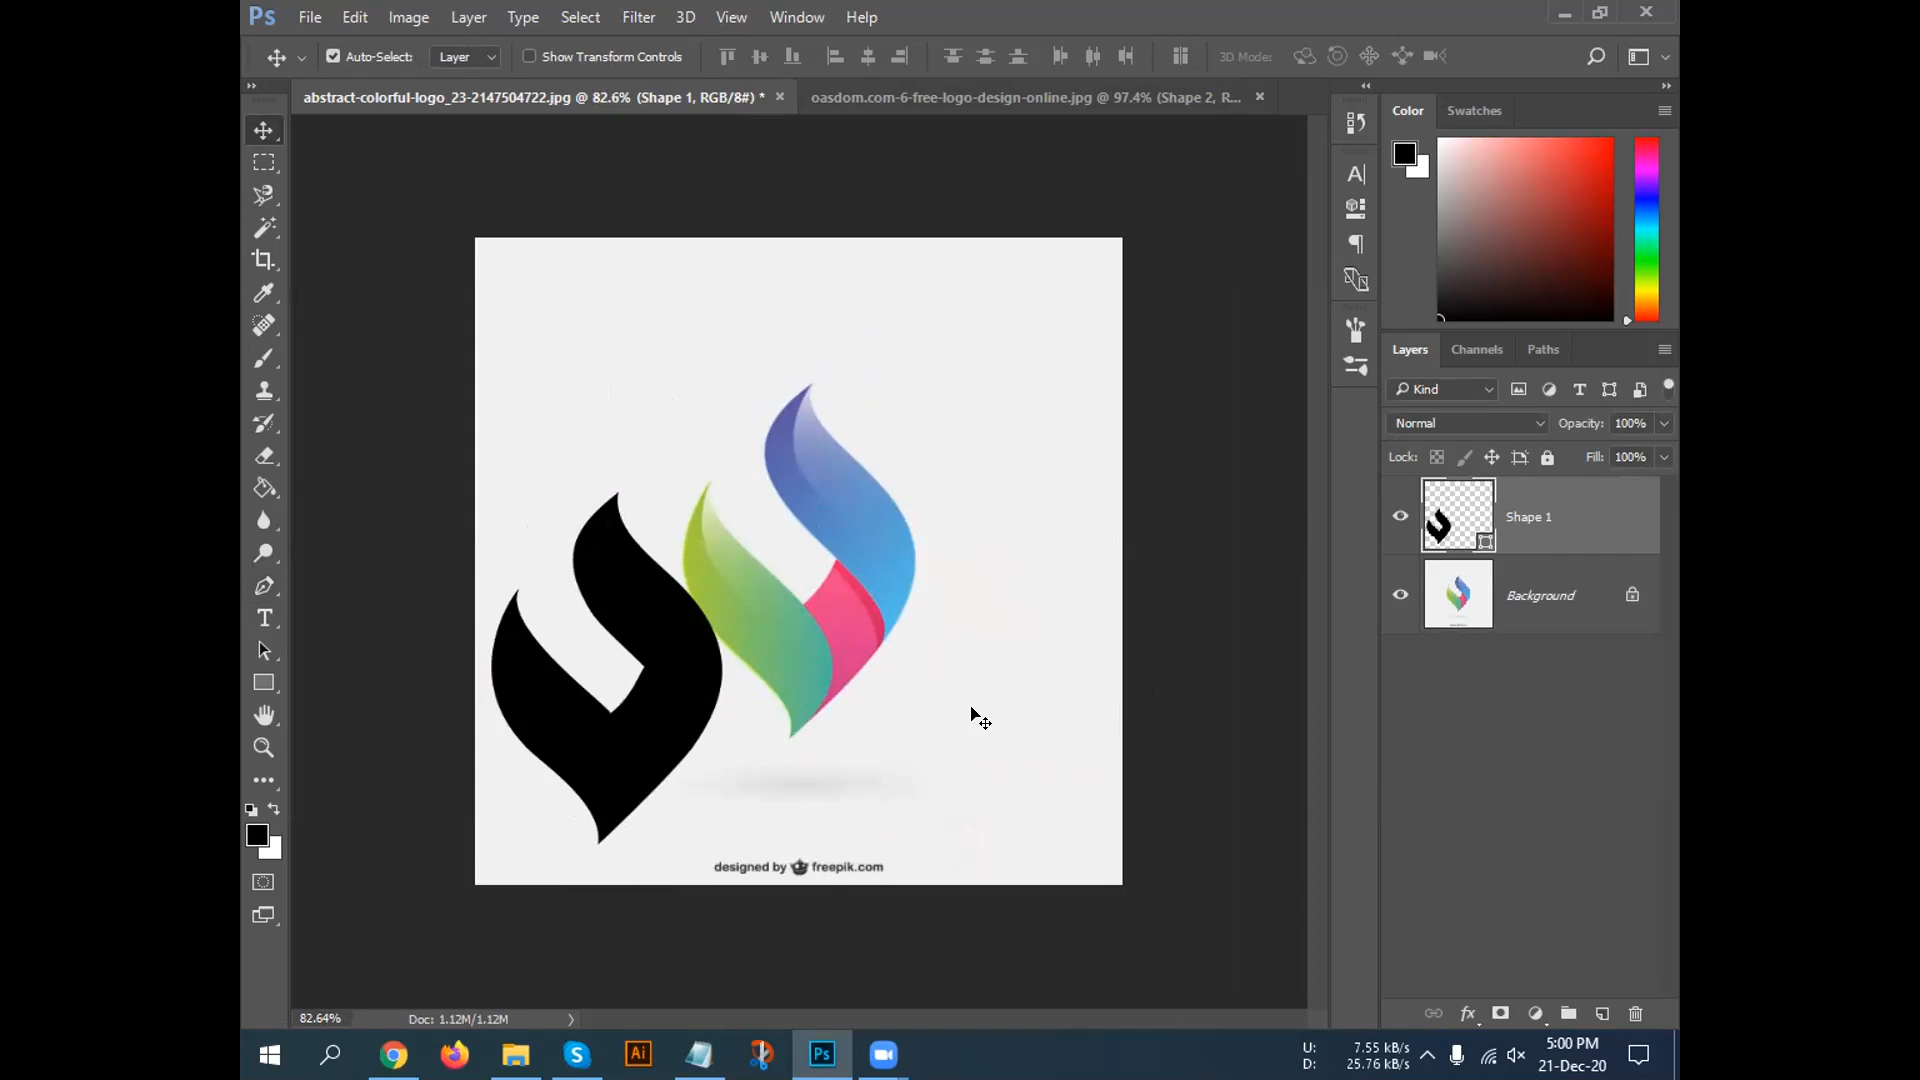 Ps File Edit Image Layer Type Select Filter 3D View Window Help
Auto-Select: Layer Show Transform Controls 3D Mode:
abstract-colorful-logo_23-2147504722.jpg @ 82.6% (Shape 1, RGB/8#) * oasdom.com-6-free-logo-design-online.jpg @ 97.4% (Shape 2, R...
Color Swatches
Layers Channels Paths
Kind
Normal Opacity: 100%
Lock: Fill: 100%
Shape 1
Background
designed by freepik.com
82.64% Doc: 1.12M/1.12M
U: 7.55 kB/s
D: 25.76 kB/s
5:00 PM
21-Dec-20